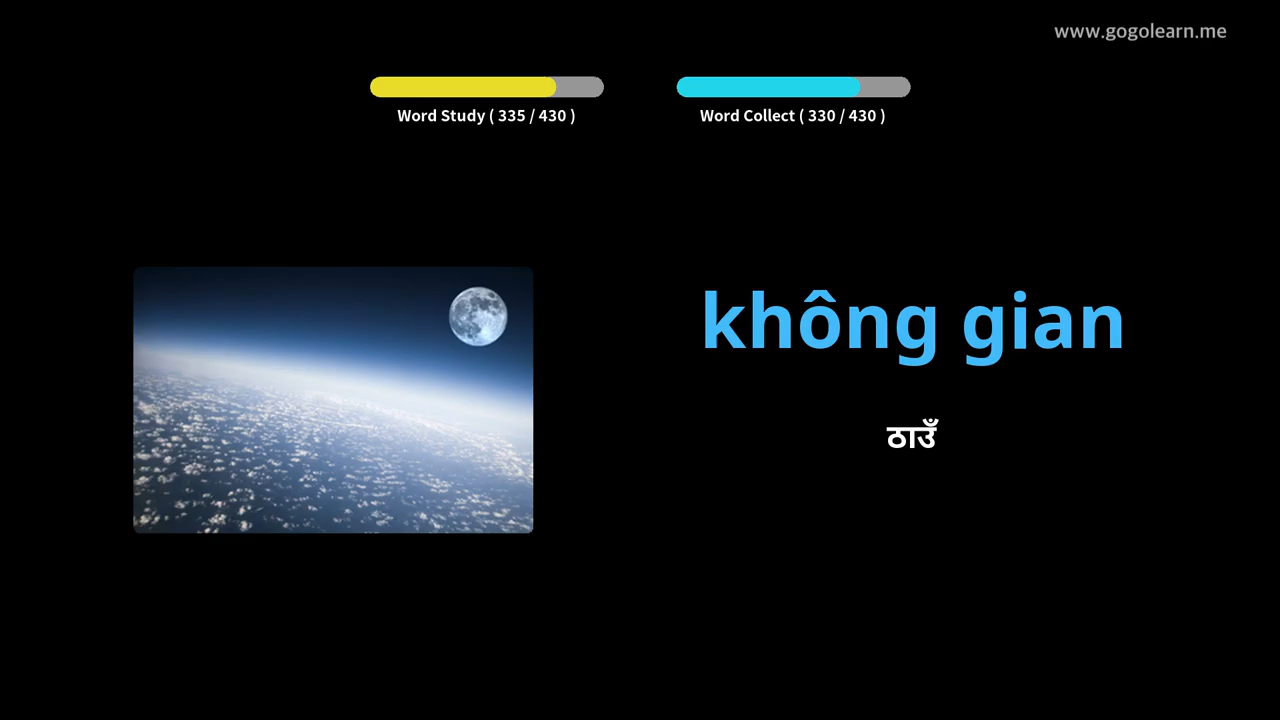 www.gogolearn.me
Word Study ( 335 / 430 )
Word Collect ( 330 / 430 )
không gian
ठाउँ